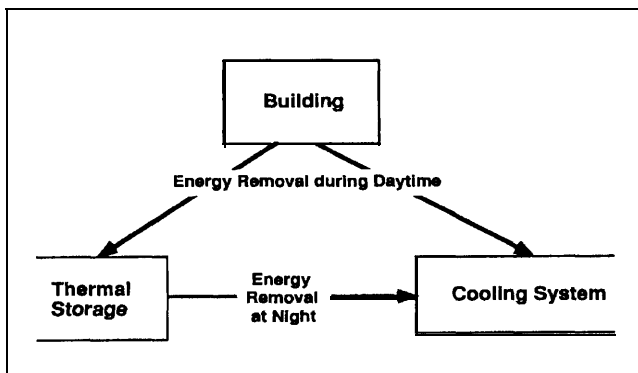 Building
Energy Removal during Daytime
Thermal
Storage
Energy
Removal
at Night
Cooling System